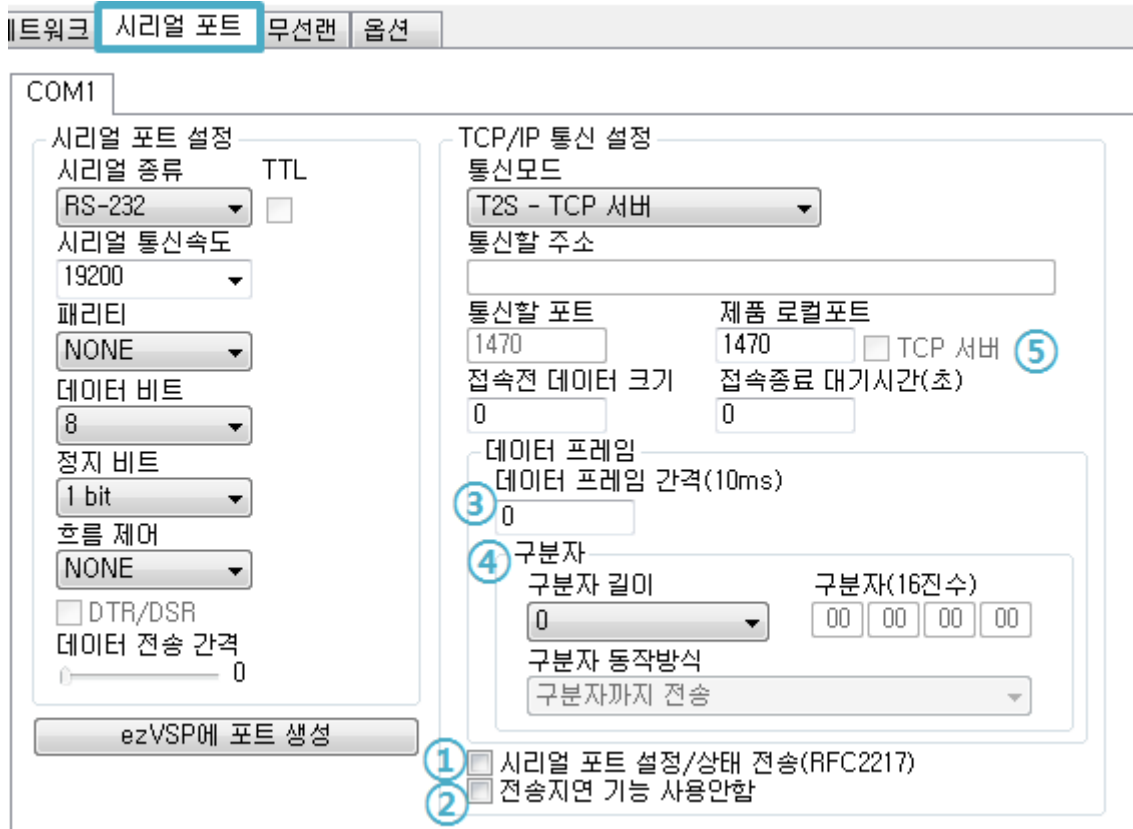 네트워크 시리얼 포트 무선랜 옵션
COM1
시리얼 포트 설정
시리얼 종류 TTL
RS-232
시리얼 통신속도
19200
패리티
NONE
데이터 비트
8
정지 비트
1 bit
흐름 제어
NONE
DTR/DSR
데이터 전송 간격
0
ezVSP에 포트 생성
TCP/IP 통신 설정
통신모드
T2S - TCP 서버
통신할 주소
통신할 포트 제품 로컬포트
1470 1470 TCP 서버 ⑤
접속전 데이터 크기 접속종료 대기시간(초)
0 0
데이터 프레임
데이터 프레임 간격(10ms)
③ 0
④ 구분자
구분자 길이 구분자(16진수)
0 00 00 00 00
구분자 동작방식
구분자까지 전송
① 시리얼 포트 설정/상태 전송(RFC2217)
② 전송지연 기능 사용안함